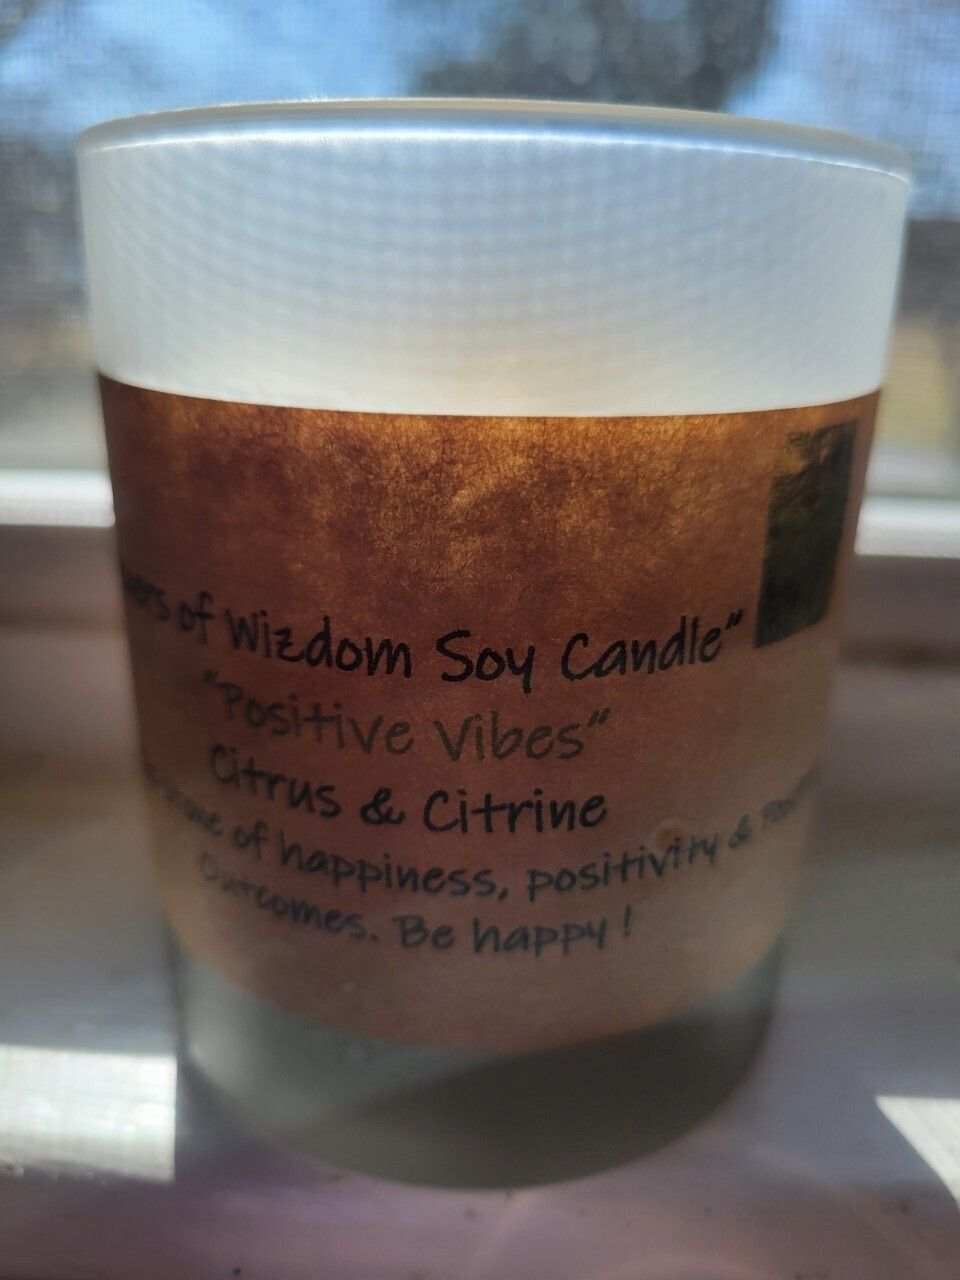 of Wizdom Soy Candle"
"Positive Vibes"
Citrus & Citrine
of happiness, positivity &
Outcomes. Be happy !